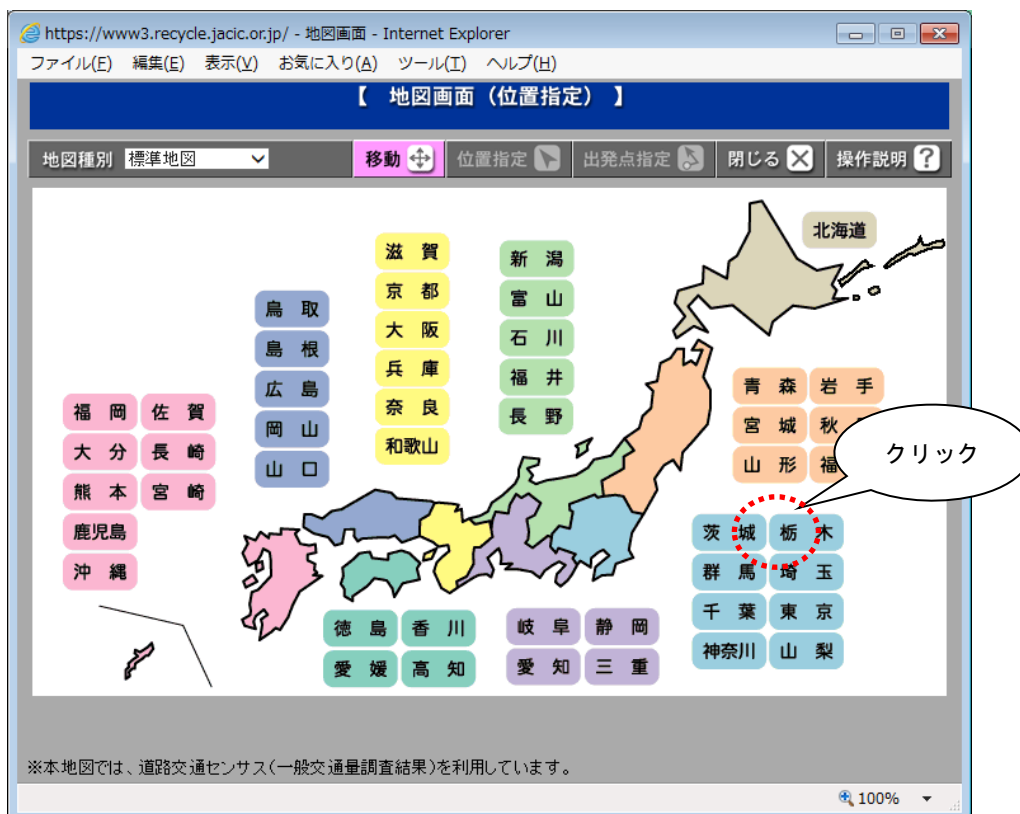 https://www3.recycle.jacic.or.jp/ - 地図画面 - Internet Explorer
ファイル(F) 編集(E) 表示(V) お気に入り(A) ツール(T) ヘルプ(H)
【 地図画面（位置指定） 】
地図種別 標準地図 移動 位置指定 出発点指定 閉じる 操作説明 ?
北海道
滋賀
京都
大阪
兵庫
奈良
和歌山
新潟
富山
石川
福井
長野
鳥取
島根
広島
岡山
山口
青森 岩手
宮城 秋
山形 福
クリック
福岡 佐賀
大分 長崎
熊本 宮崎
鹿児島
沖縄
茨城 栃木
群馬 埼玉
千葉 東京
神奈川 山梨
徳島 香川
愛媛 高知
岐阜 静岡
愛知 三重
※本地図では、道路交通センサス(一般交通量調査結果)を利用しています。
100%